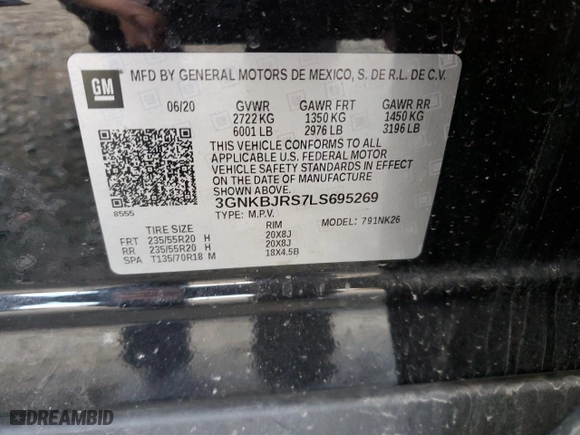 GM
MFD BY GENERAL MOTORS DE MEXICO, S. DE R.L. DE C.V.
06/20 GVWR GAWR FRT GAWR RR
2722 KG 1350 KG 1450 KG
6001 LB 2976 LB 3196 LB
THIS VEHICLE CONFORMS TO ALL
APPLICABLE U.S. FEDERAL MOTOR
VEHICLE SAFETY STANDARDS IN EFFECT
ON THE DATE OF MANUFACTURE
SHOWN ABOVE.
8555 3GNKBJRS7LS695269
TYPE: M.P.V. MODEL: 791NK26
TIRE SIZE RIM
FRT 235/55R20 H 20X8J
RR 235/55R20 H 20X8J
SPA T135/70R18 M 18X4.5B
DREAMBID